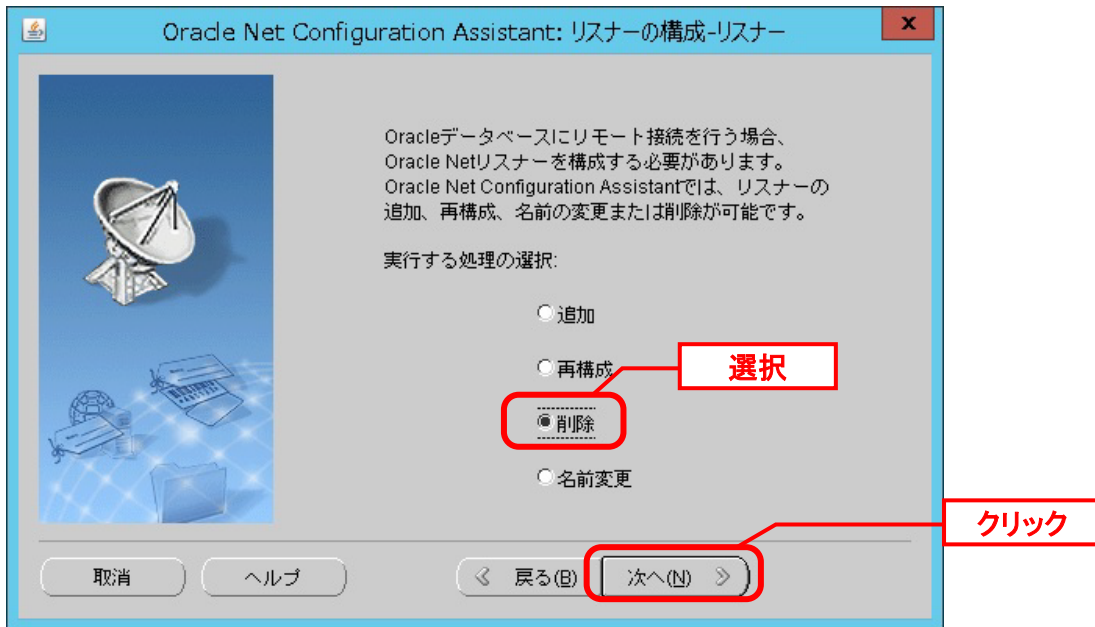 Oracle Net Configuration Assistant: リスナーの構成-リスナー
x
Oracleデータベースにリモート接続を行う場合、
Oracle Netリスナーを構成する必要があります。
Oracle Net Configuration Assistantでは、リスナーの
追加、再構成、名前の変更または削除が可能です。
実行する処理の選択:
追加
再構成
選択
削除
名前変更
クリック
取消
ヘルプ
戻る(B)
次へ(N)